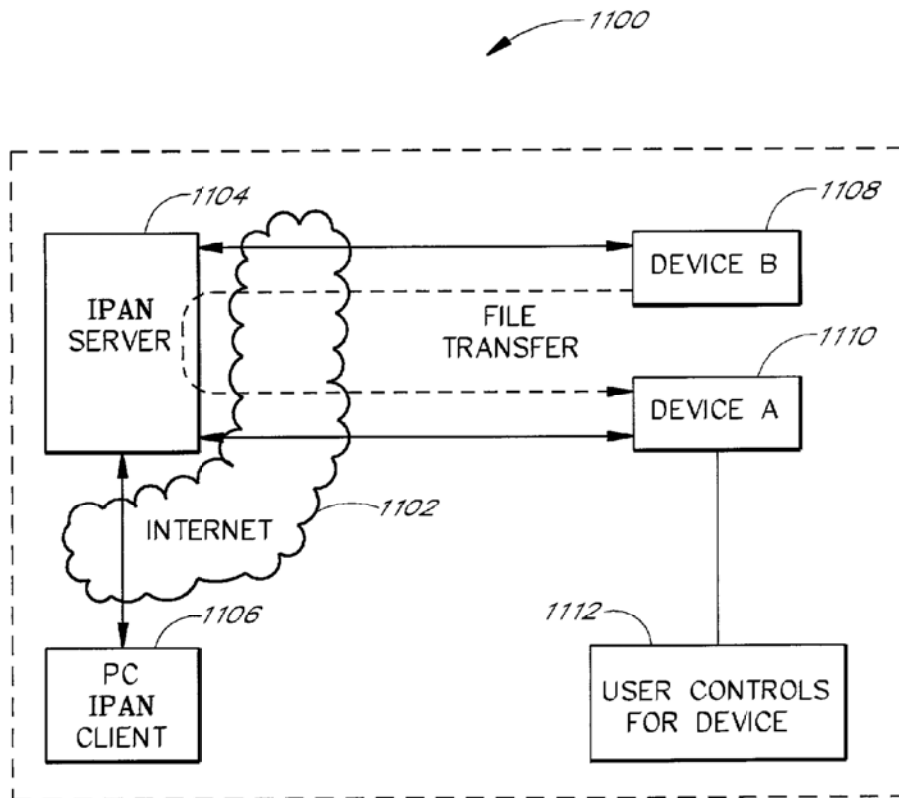 1100
1104
1108
IPAN
SERVER
DEVICE B
FILE
TRANSFER
1110
DEVICE A
INTERNET
1102
1106
1112
PC
IPAN
CLIENT
USER CONTROLS
FOR DEVICE